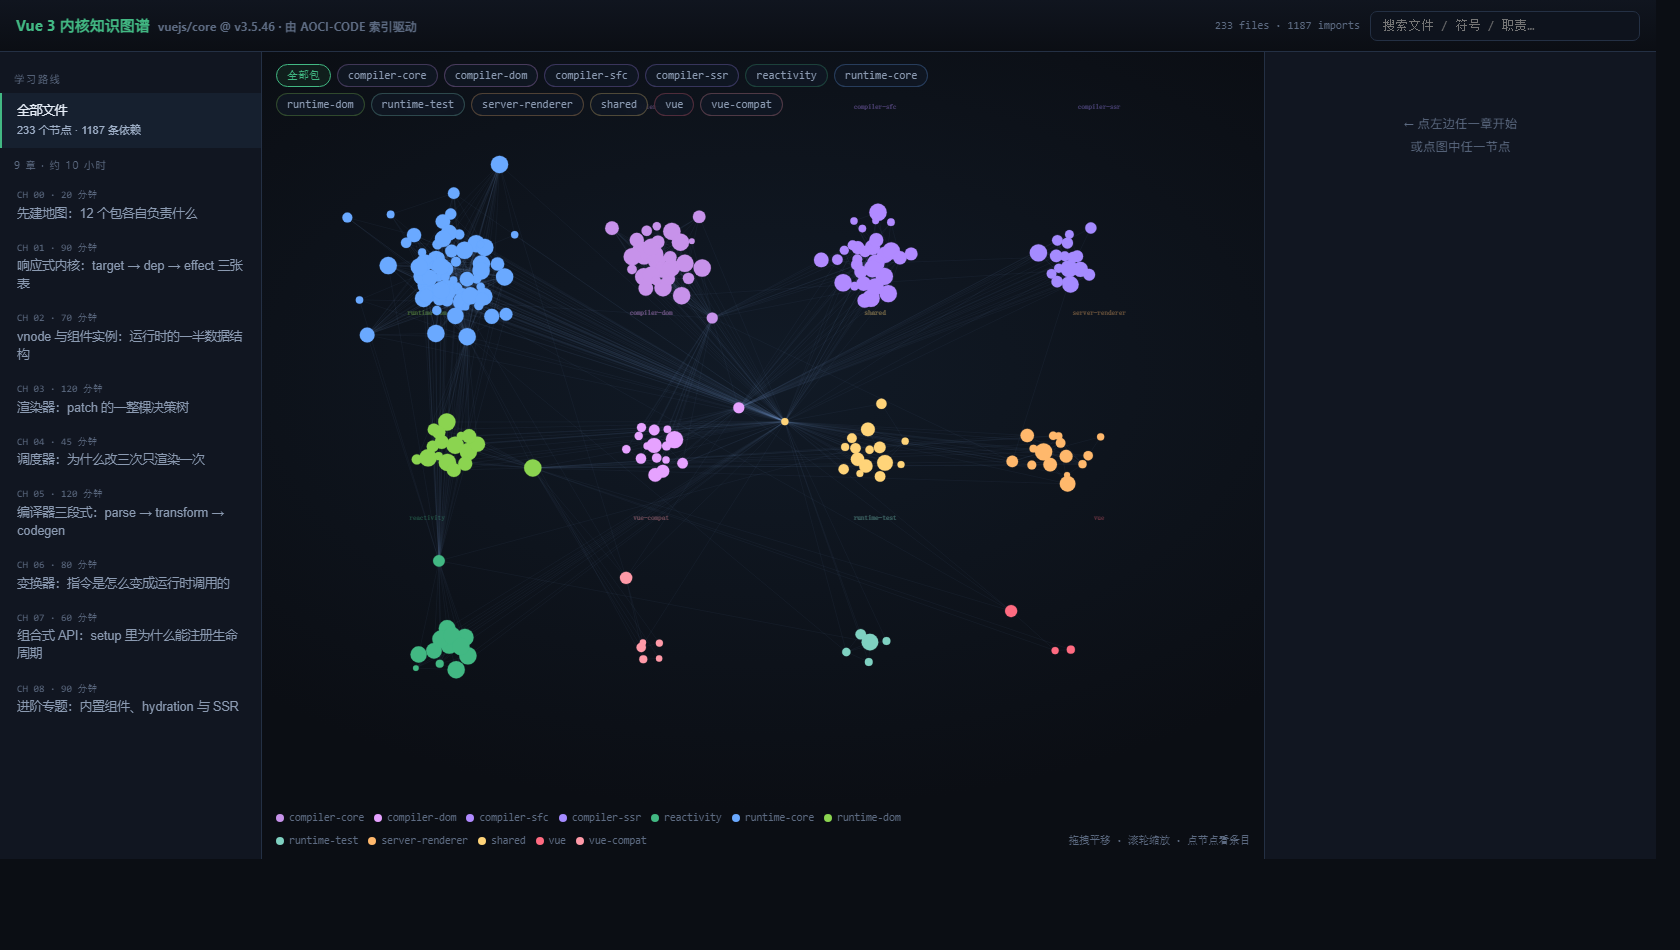 Vue 3 内核知识图谱 vuejs/core @ v3.5.46 · 由 AOCI-CODE 索引驱动
233 files · 1187 imports
搜索文件 / 符号 / 职责…
学习路线
全部文件
233 个节点 · 1187 条依赖
9 章 · 约 10 小时
CH 00 · 20 分钟
先建地图：12 个包各自负责什么
CH 01 · 90 分钟
响应式内核：target → dep → effect 三张
表
CH 02 · 70 分钟
vnode 与组件实例：运行时的一半数据结
构
CH 03 · 120 分钟
渲染器：patch 的一整棵决策树
CH 04 · 45 分钟
调度器：为什么改三次只渲染一次
CH 05 · 120 分钟
编译器三段式：parse → transform →
codegen
CH 06 · 80 分钟
变换器：指令是怎么变成运行时调用的
CH 07 · 60 分钟
组合式 API：setup 里为什么能注册生命
周期
CH 08 · 90 分钟
进阶专题：内置组件、hydration 与 SSR
全部包 compiler-core compiler-dom compiler-sfc compiler-ssr reactivity runtime-core
runtime-dom runtime-test server-renderer shared vue vue-compat
compiler-sfc compiler-ssr
compiler-dom shared server-renderer
reactivity vue-compat runtime-test vue
compiler-core compiler-dom compiler-sfc compiler-ssr reactivity runtime-core runtime-dom
runtime-test server-renderer shared vue vue-compat
拖拽平移 · 滚轮缩放 · 点节点看条目
← 点左边任一章开始
或点图中任一节点